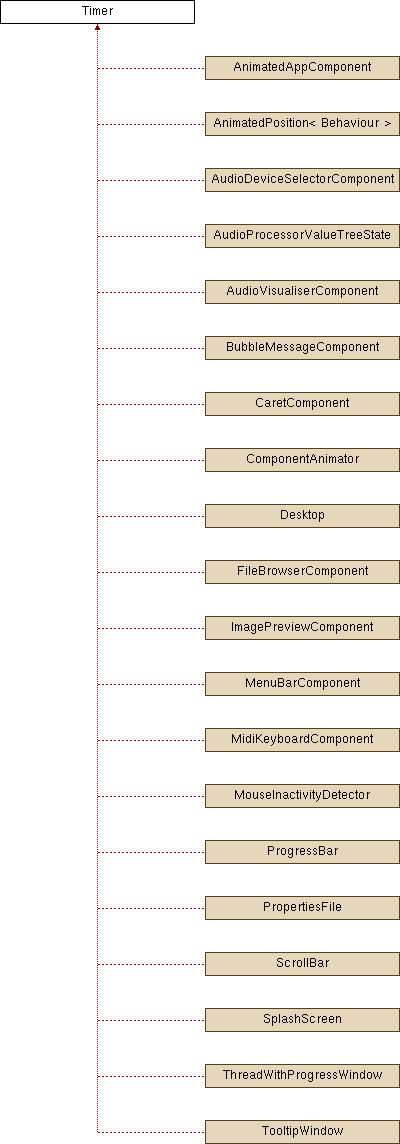 Timer
AnimatedAppComponent
AnimatedPosition< Behaviour >
AudioDeviceSelectorComponent
AudioProcessorValueTreeState
AudioVisualiserComponent
BubbleMessageComponent
CaretComponent
ComponentAnimator
Desktop
FileBrowserComponent
ImagePreviewComponent
MenuBarComponent
MidiKeyboardComponent
MouseInactivityDetector
ProgressBar
PropertiesFile
ScrollBar
SplashScreen
ThreadWithProgressWindow
TooltipWindow